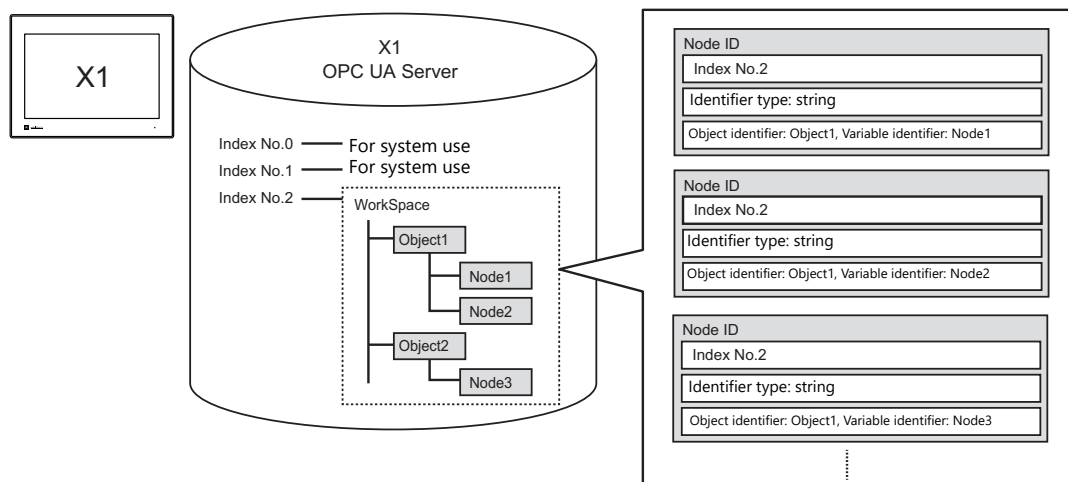 X1
X1
OPC UA Server
Index No.0
For system use
Index No.1
For system use
Index No.2
WorkSpace
Object1
Node1
Node2
Object2
Node3
Node ID
Index No.2
Identifier type: string
Object identifier: Object1, Variable identifier: Node1
Node ID
Index No.2
Identifier type: string
Object identifier: Object1, Variable identifier: Node2
Node ID
Index No.2
Identifier type: string
Object identifier: Object1, Variable identifier: Node3